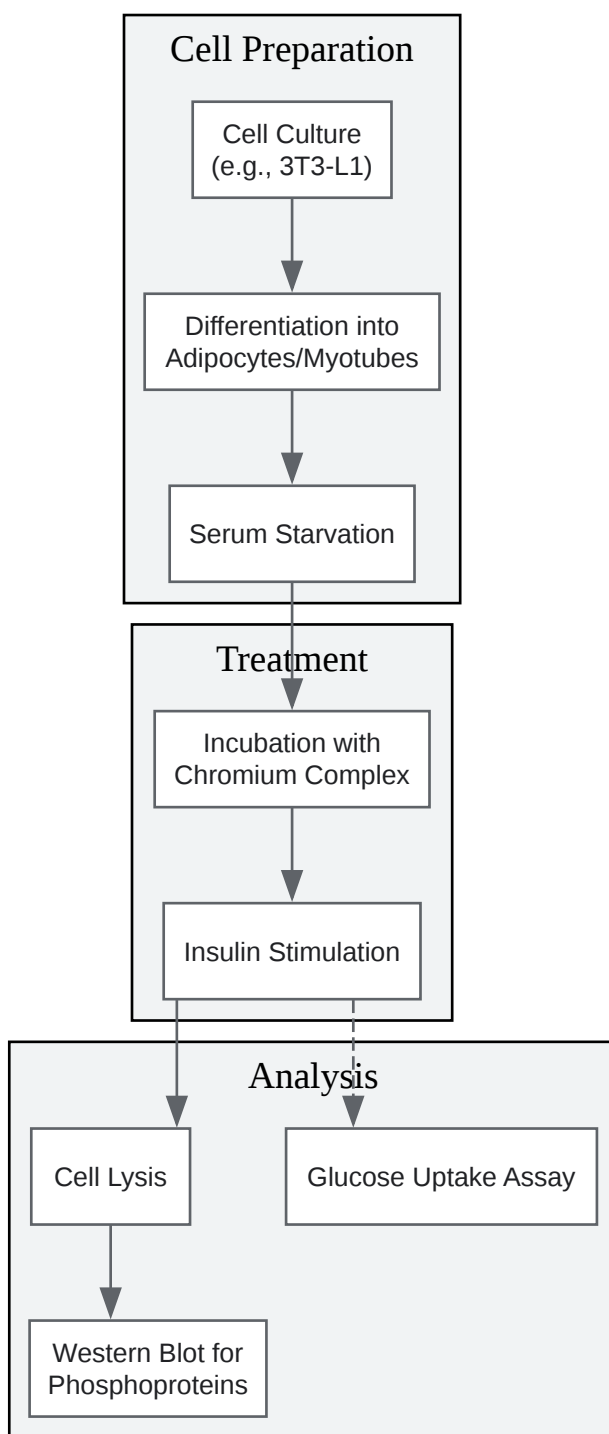 Cell Preparation
Cell Culture
(e.g., 3T3-L1)
Differentiation into
Adipocytes/Myotubes
Serum Starvation
Treatment
Incubation with
Chromium Complex
Insulin Stimulation
Analysis
Cell Lysis
Glucose Uptake Assay
Western Blot for
Phosphoproteins